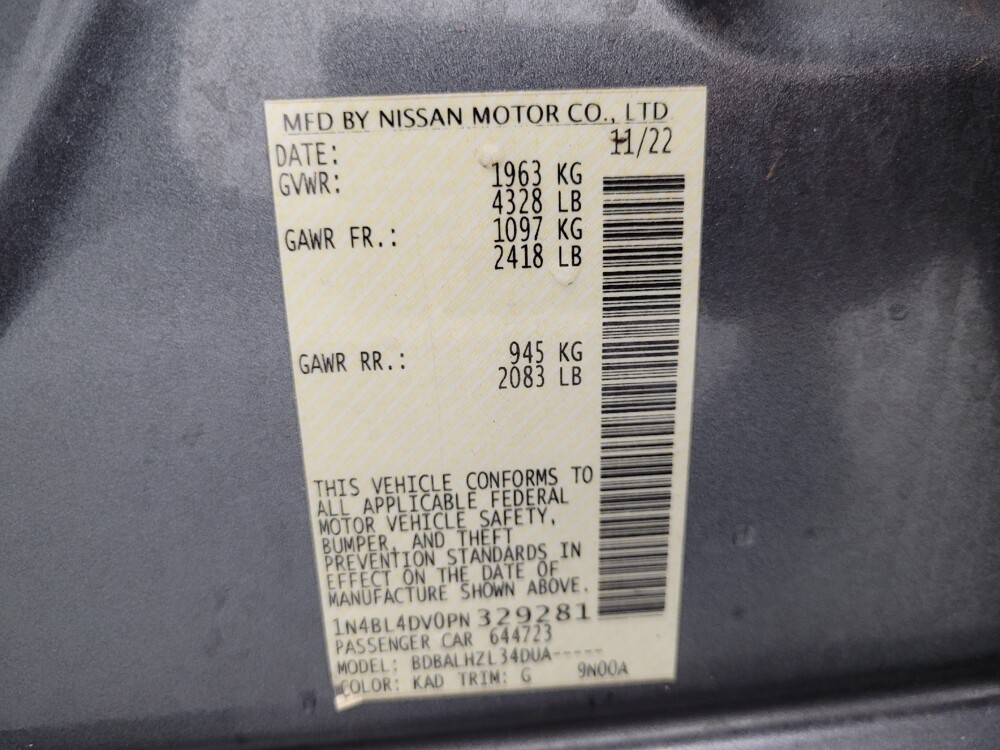 MFD BY NISSAN MOTOR CO., LTD
DATE: 11/22
GVWR: 1963 KG
4328 LB
GAWR FR.: 1097 KG
2418 LB
GAWR RR.: 945 KG
2083 LB
THIS VEHICLE CONFORMS TO
ALL APPLICABLE FEDERAL
MOTOR VEHICLE SAFETY,
BUMPER, AND THEFT
PREVENTION STANDARDS IN
EFFECT ON THE DATE OF
MANUFACTURE SHOWN ABOVE.
1N4BL4DV0PN329281
PASSENGER CAR 644723
MODEL: BDBALHZL34DUA-----
COLOR: KAD TRIM: G 9N00A